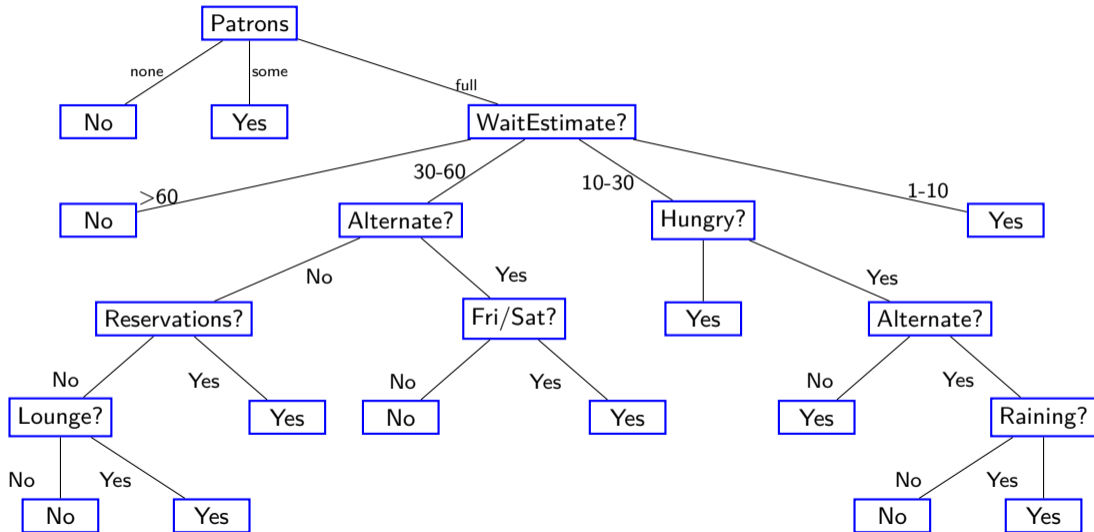 Patrons
none
some
full
No
Yes
WaitEstimate?
>60
30-60
10-30
1-10
No
Alternate?
Hungry?
Yes
No
Yes
Yes
Reservations?
Fri/Sat?
Yes
Alternate?
No
Yes
No
Yes
No
Yes
Lounge?
Yes
No
Yes
Yes
Raining?
No
Yes
No
Yes
No
Yes
No
Yes